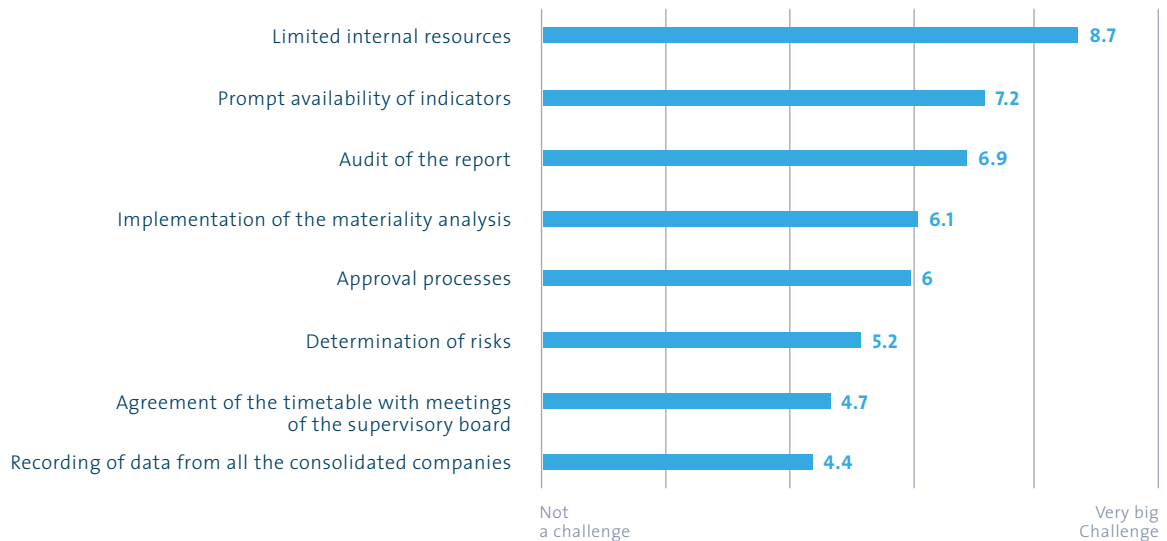 Limited internal resources 8.7
Prompt availability of indicators 7.2
Audit of the report 6.9
Implementation of the materiality analysis 6.1
Approval processes 6
Determination of risks 5.2
Agreement of the timetable with meetings
of the supervisory board 4.7
Recording of data from all the consolidated companies 4.4
Not
a challenge
Very big
Challenge